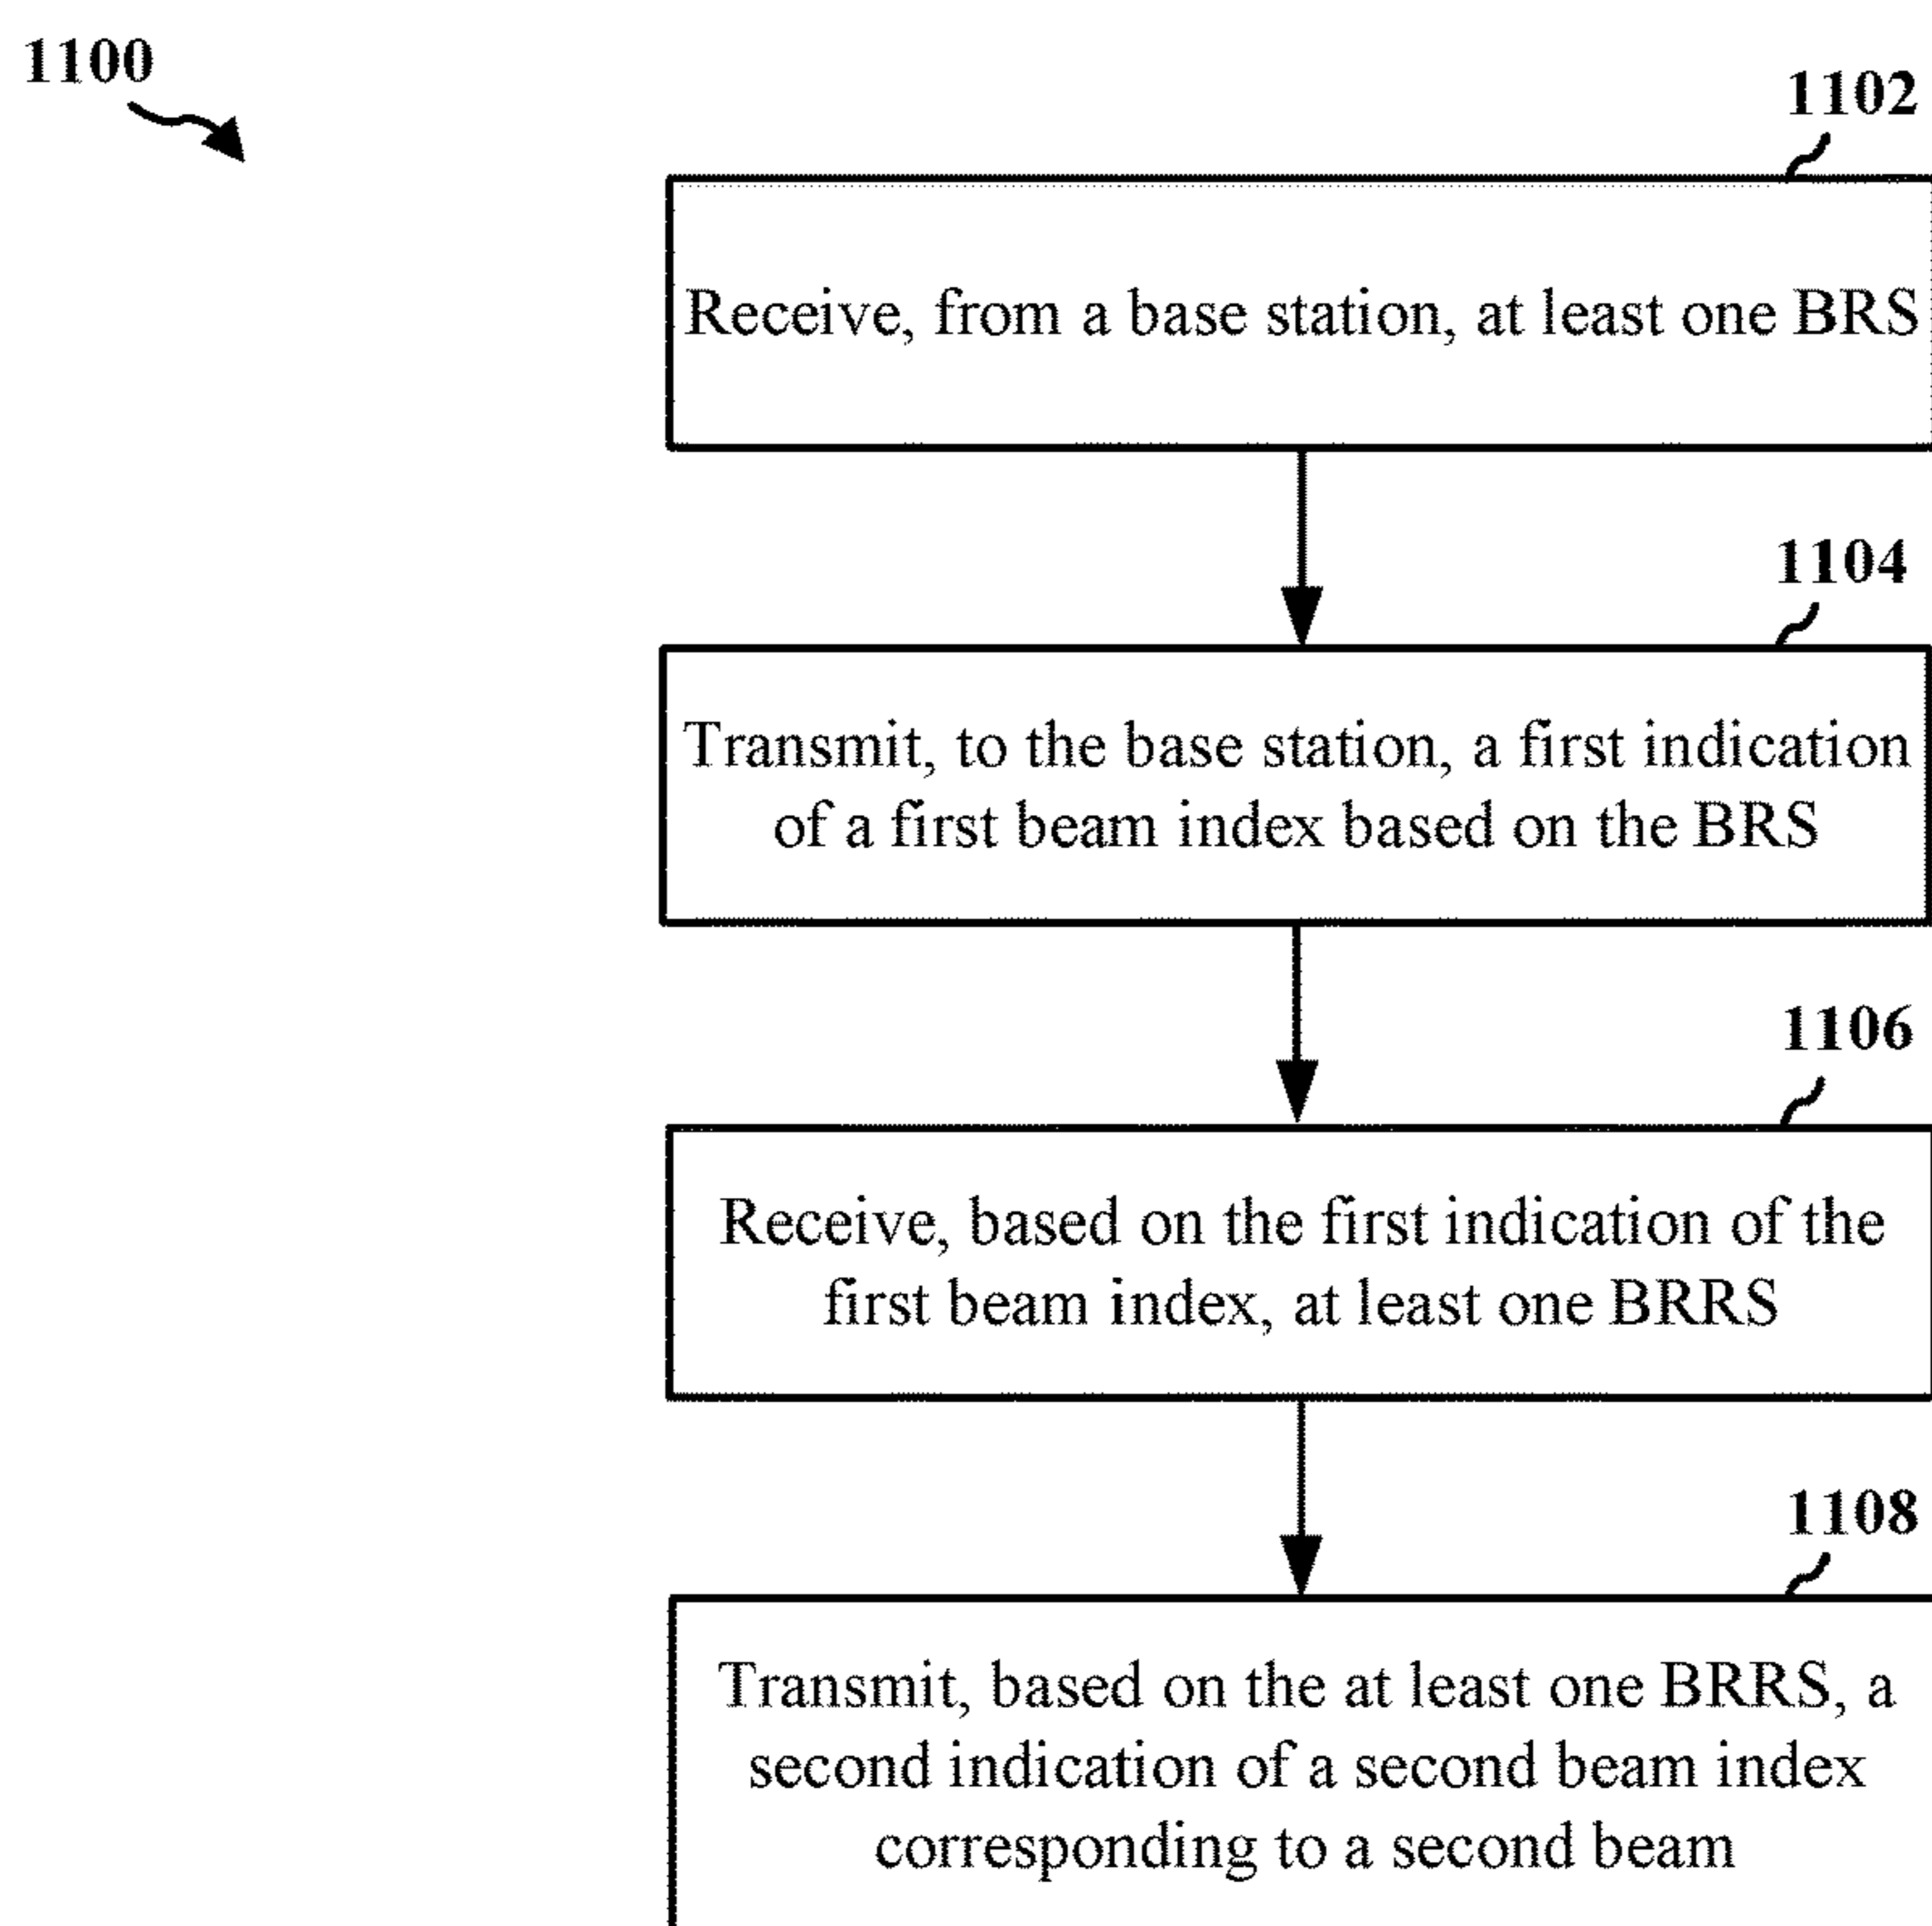 1100
1102
Receive, from a base station, at least one BRS
1104
Transmit, to the base station, a first indication
of a first beam index based on the BRS
1106
Receive, based on the first indication of the
first beam index, at least one BRRS
1108
Transmit, based on the at least one BRRS, a
second indication of a second beam index
corresponding to a second beam